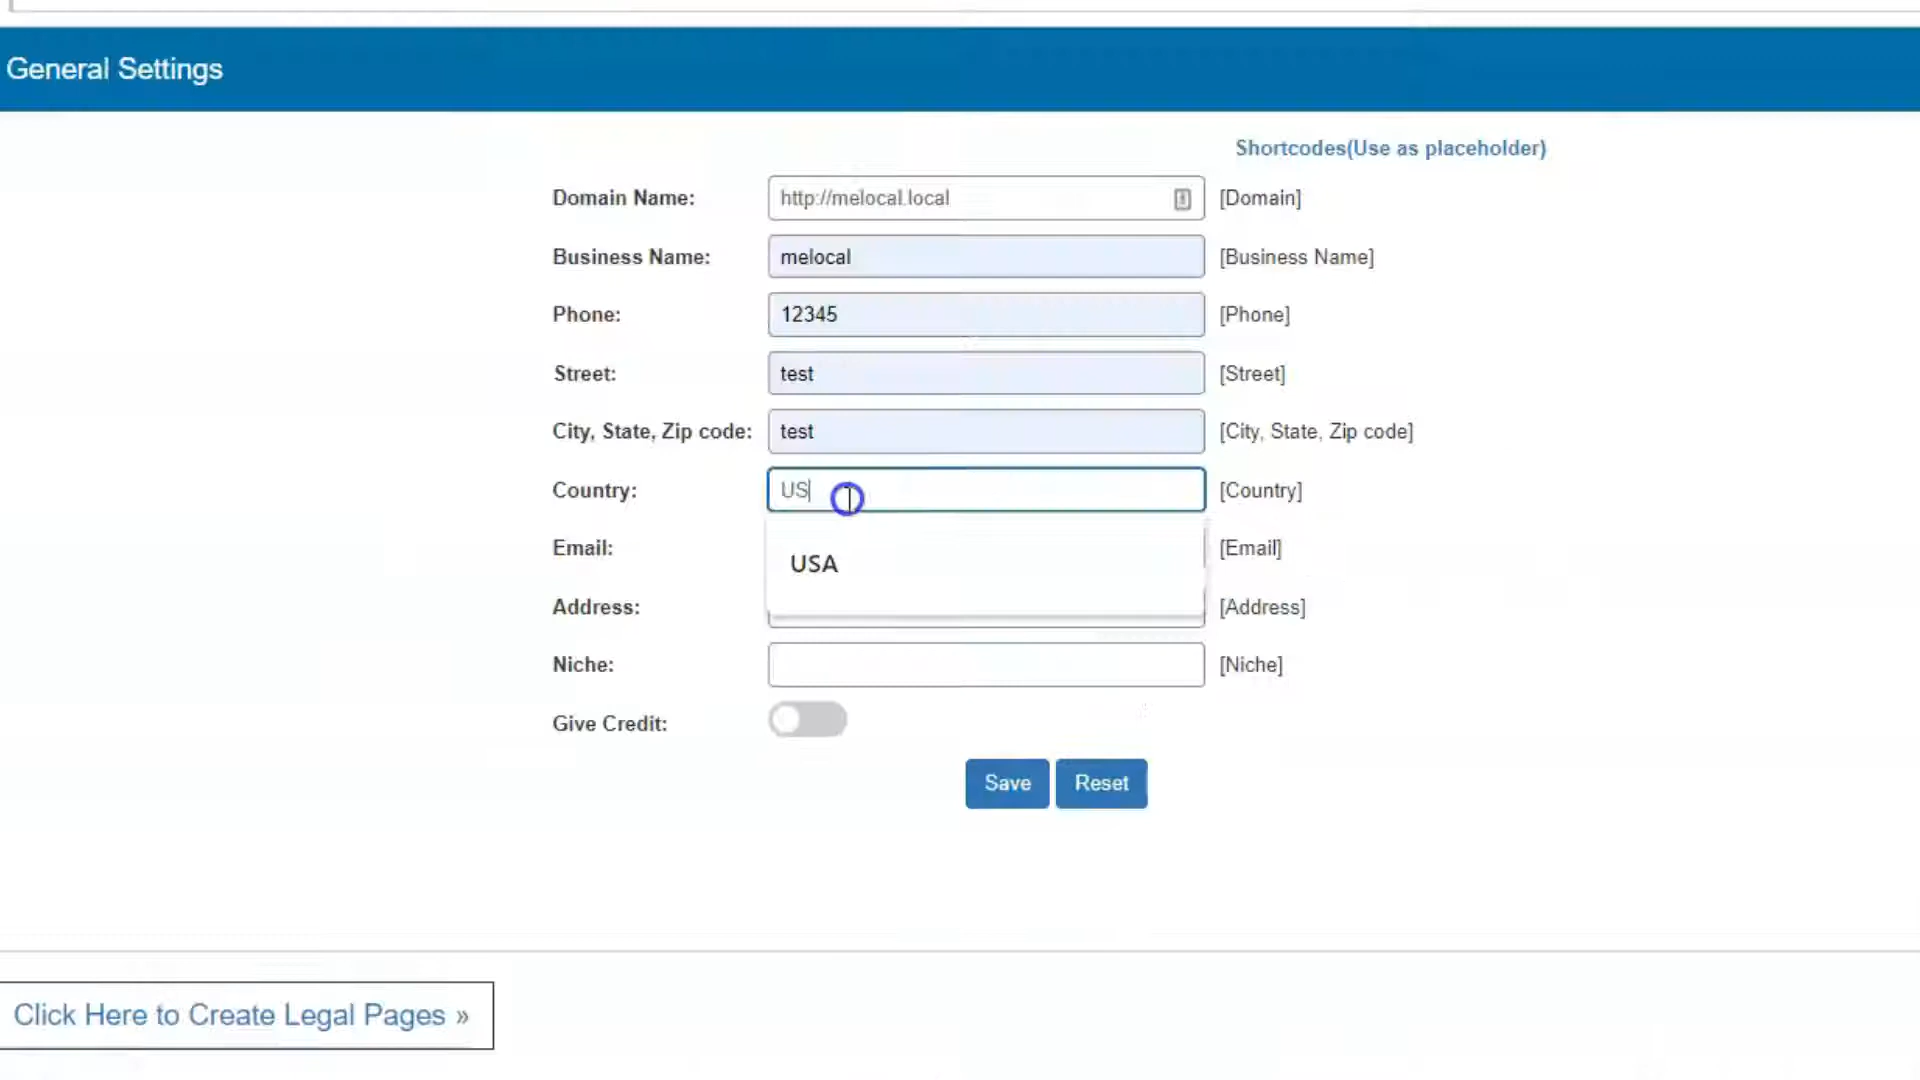 General Settings
Shortcodes(Use as placeholder)
Domain Name: http://melocal.local [Domain]
Business Name: melocal [Business Name]
Phone: 12345 [Phone]
Street: test [Street]
City, State, Zip code: test [City, State, Zip code]
Country: US [Country]
Email: [Email]
USA
Address: [Address]
Niche: [Niche]
Give Credit:
Save Reset
Click Here to Create Legal Pages »